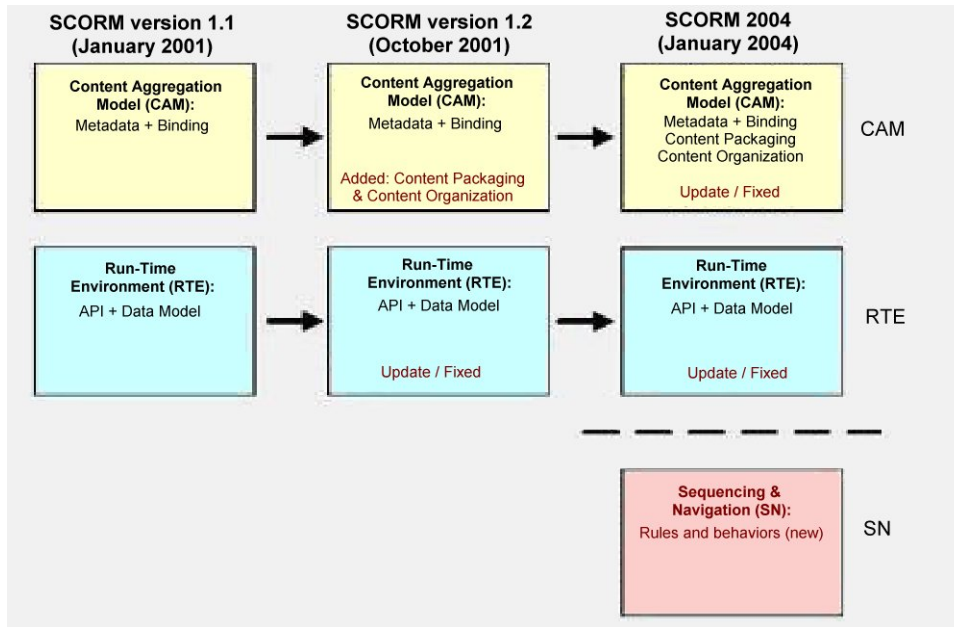 SCORM version 1.1
(January 2001)
SCORM version 1.2
(October 2001)
SCORM 2004
(January 2004)
Content Aggregation
Model (CAM):
Metadata + Binding
Content Aggregation
Model (CAM):
Metadata + Binding
Added: Content Packaging
& Content Organization
Content Aggregation
Model (CAM):
Metadata + Binding
Content Packaging
Content Organization
Update / Fixed
CAM
Run-Time
Environment (RTE):
API + Data Model
Run-Time
Environment (RTE):
API + Data Model
Update / Fixed
Run-Time
Environment (RTE):
API + Data Model
Update / Fixed
RTE
Sequencing &
Navigation (SN):
Rules and behaviors (new)
SN